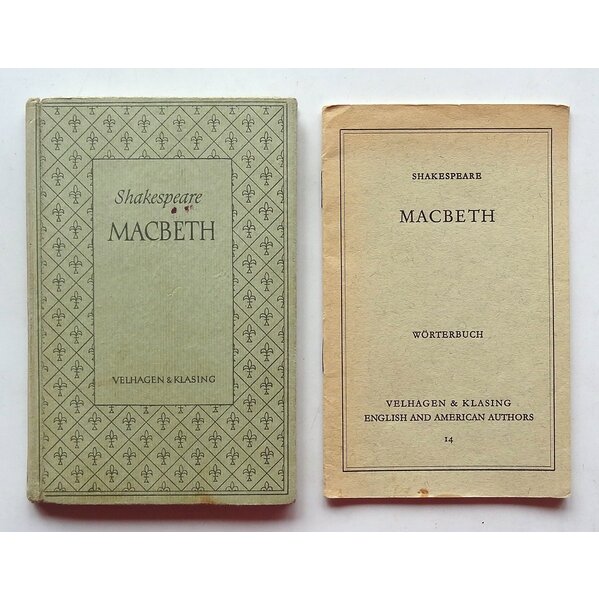 Shakespeare
MACBETH
VELHAGEN & KLASING
SHAKESPEARE
MACBETH
WÖRTERBUCH
VELHAGEN & KLASING
ENGLISH AND AMERICAN AUTHORS
14